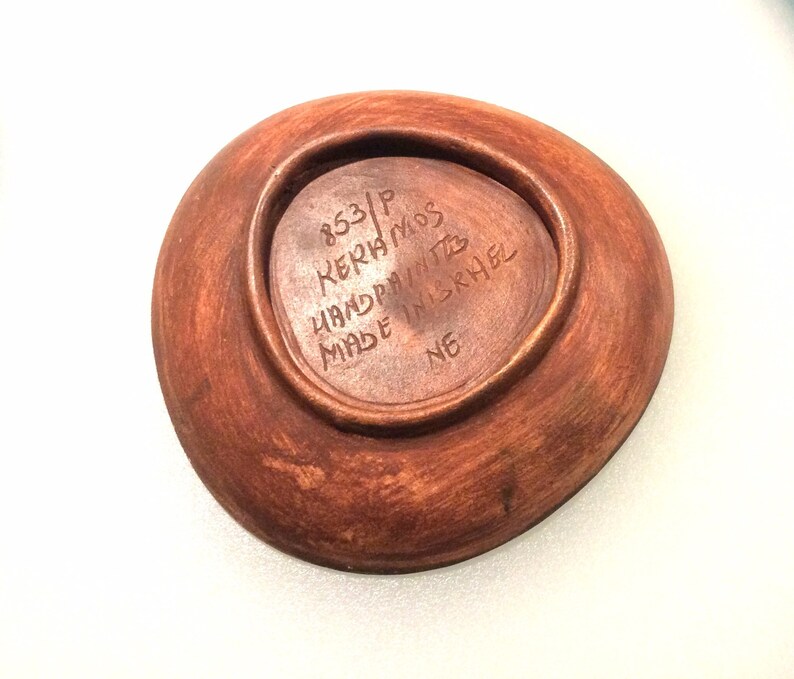 853/P
KERAMOS
HANDPAINTED
MADE IN ISRAEL
NE